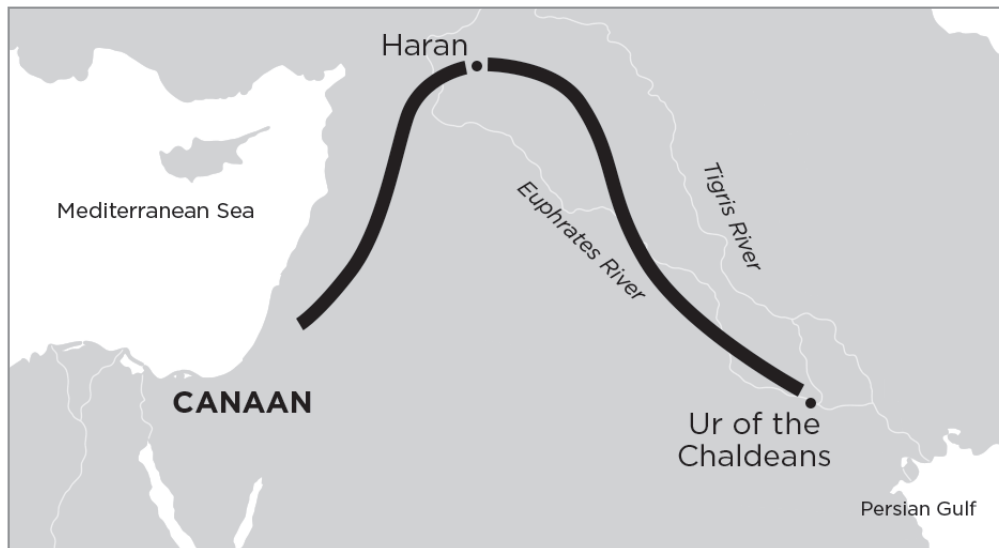 Haran
Mediterranean Sea
Tigris River
Euphrates River
CANAAN
Ur of the
Chaldeans
Persian Gulf